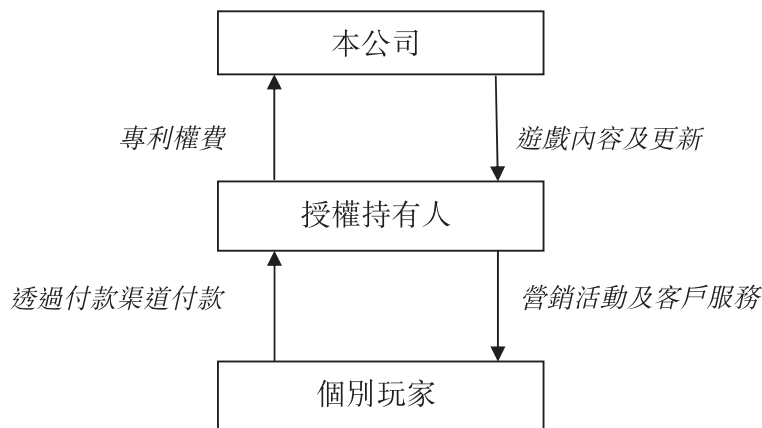 本公司
專利權費
遊戲內容及更新
授權持有人
透過付款渠道付款
營銷活動及客戶服務
個別玩家